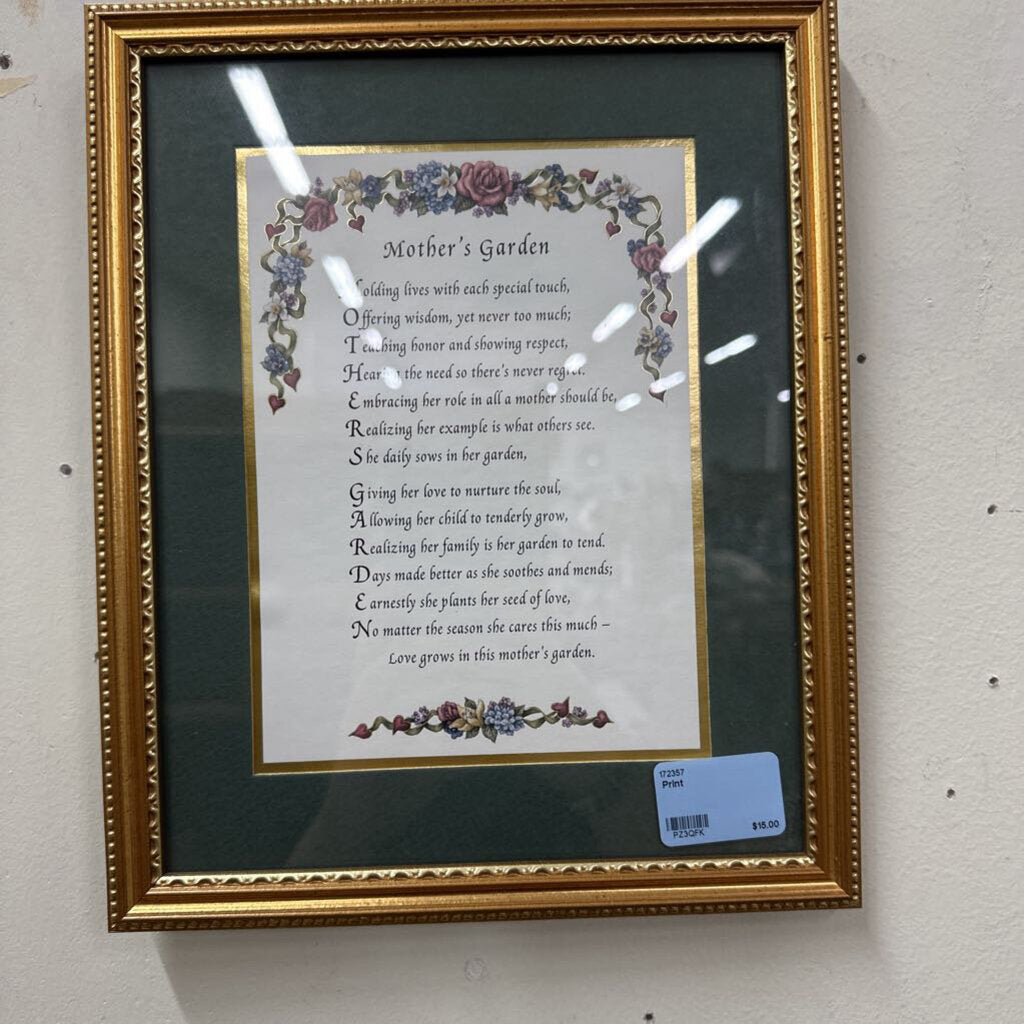 Mother's Garden
Molding lives with each special touch,
Offering wisdom, yet never too much;
Teaching honor and showing respect,
Hearing the need so there's never regret.
Embracing her role in all a mother should be,
Realizing her example is what others see.
She daily sows in her garden,
Giving her love to nurture the soul,
Allowing her child to tenderly grow,
Realizing her family is her garden to tend.
Days made better as she soothes and mends;
Earnestly she plants her seed of love,
No matter the season she cares this much –
Love grows in this mother's garden.
172357
Print
PZ3QFK
$15.00